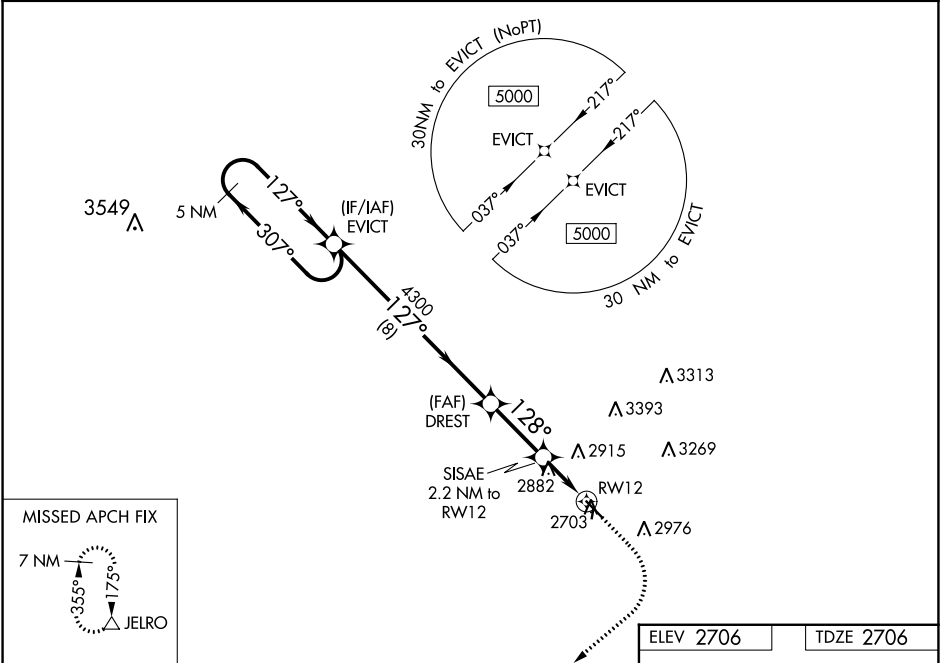 30NM to EVICT (NoPT)
5000
217°
EVICT
037°
217°
EVICT
037°
5000
30 NM to EVICT
3549
5 NM
127°
307°
(IF/IAF)
EVICT
4300
127°
(8)
(FAF)
DREST
128°
3313
3393
2915
3269
SISAE
2.2 NM to
RW12
2882
RW12
2703
2976
MISSED APCH FIX
7 NM
355°
175°
JELRO
ELEV 2706
TDZE 2706